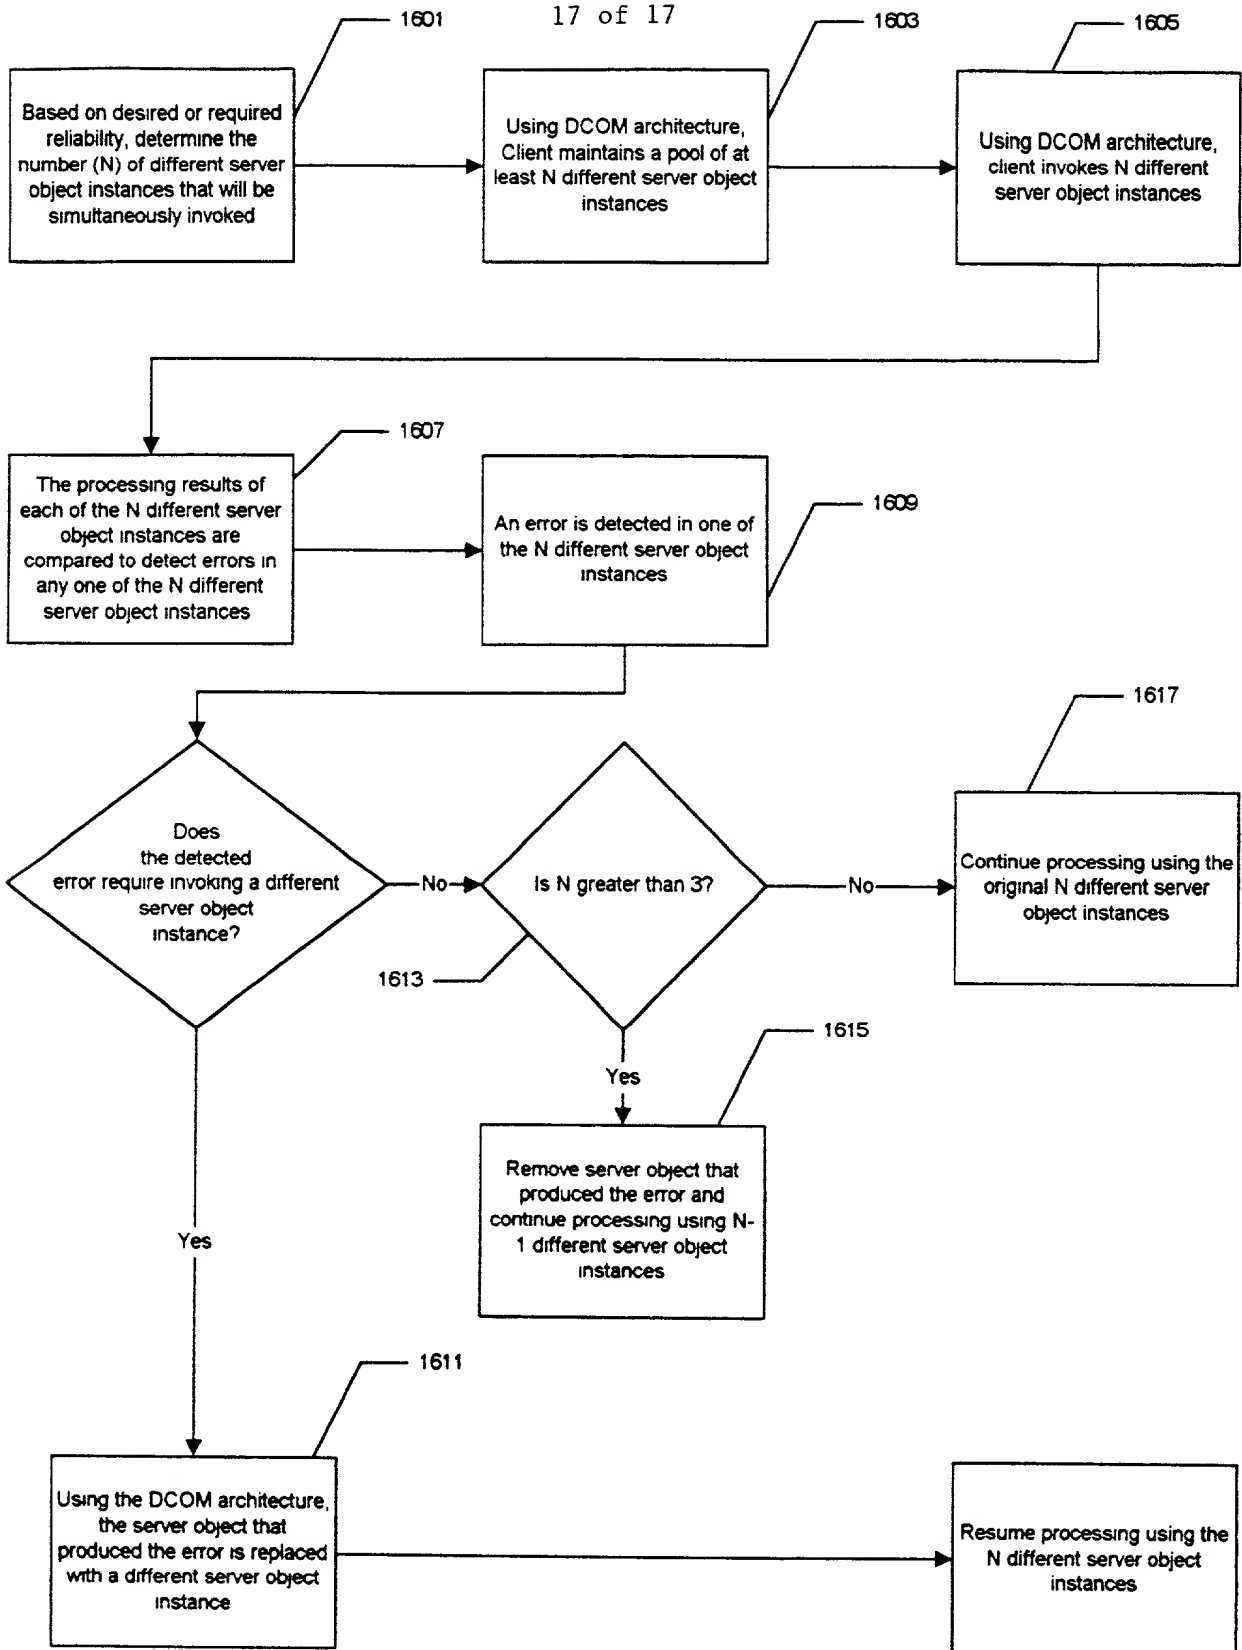 17 of 17
1601
1603
1605
Based on desired or required
reliability, determine the
number (N) of different server
object instances that will be
simultaneously invoked
Using DCOM architecture,
Client maintains a pool of at
least N different server object
instances
Using DCOM architecture,
client invokes N different
server object instances
1607
1609
The processing results of
each of the N different server
object instances are
compared to detect errors in
any one of the N different
server object instances
An error is detected in one of
the N different server object
instances
1617
Does
the detected
error require invoking a different
server object
instance?
No
Is N greater than 3?
No
Continue processing using the
original N different server
object instances
1613
1615
Yes
Remove server object that
produced the error and
continue processing using N-
1 different server object
instances
Yes
1611
Using the DCOM architecture,
the server object that
produced the error is replaced
with a different server object
instance
Resume processing using the
N different server object
instances